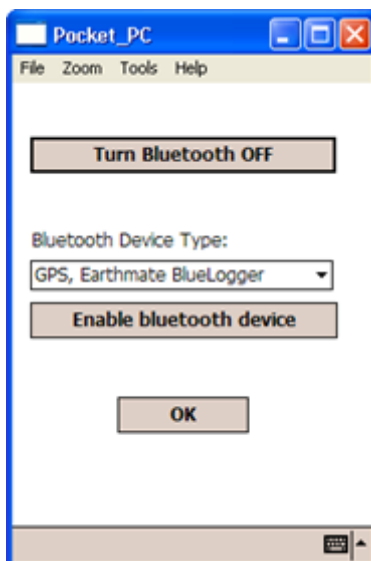 Pocket_PC
File Zoom Tools Help
Turn Bluetooth OFF
Bluetooth Device Type:
GPS, Earthmate BlueLogger
Enable bluetooth device
OK